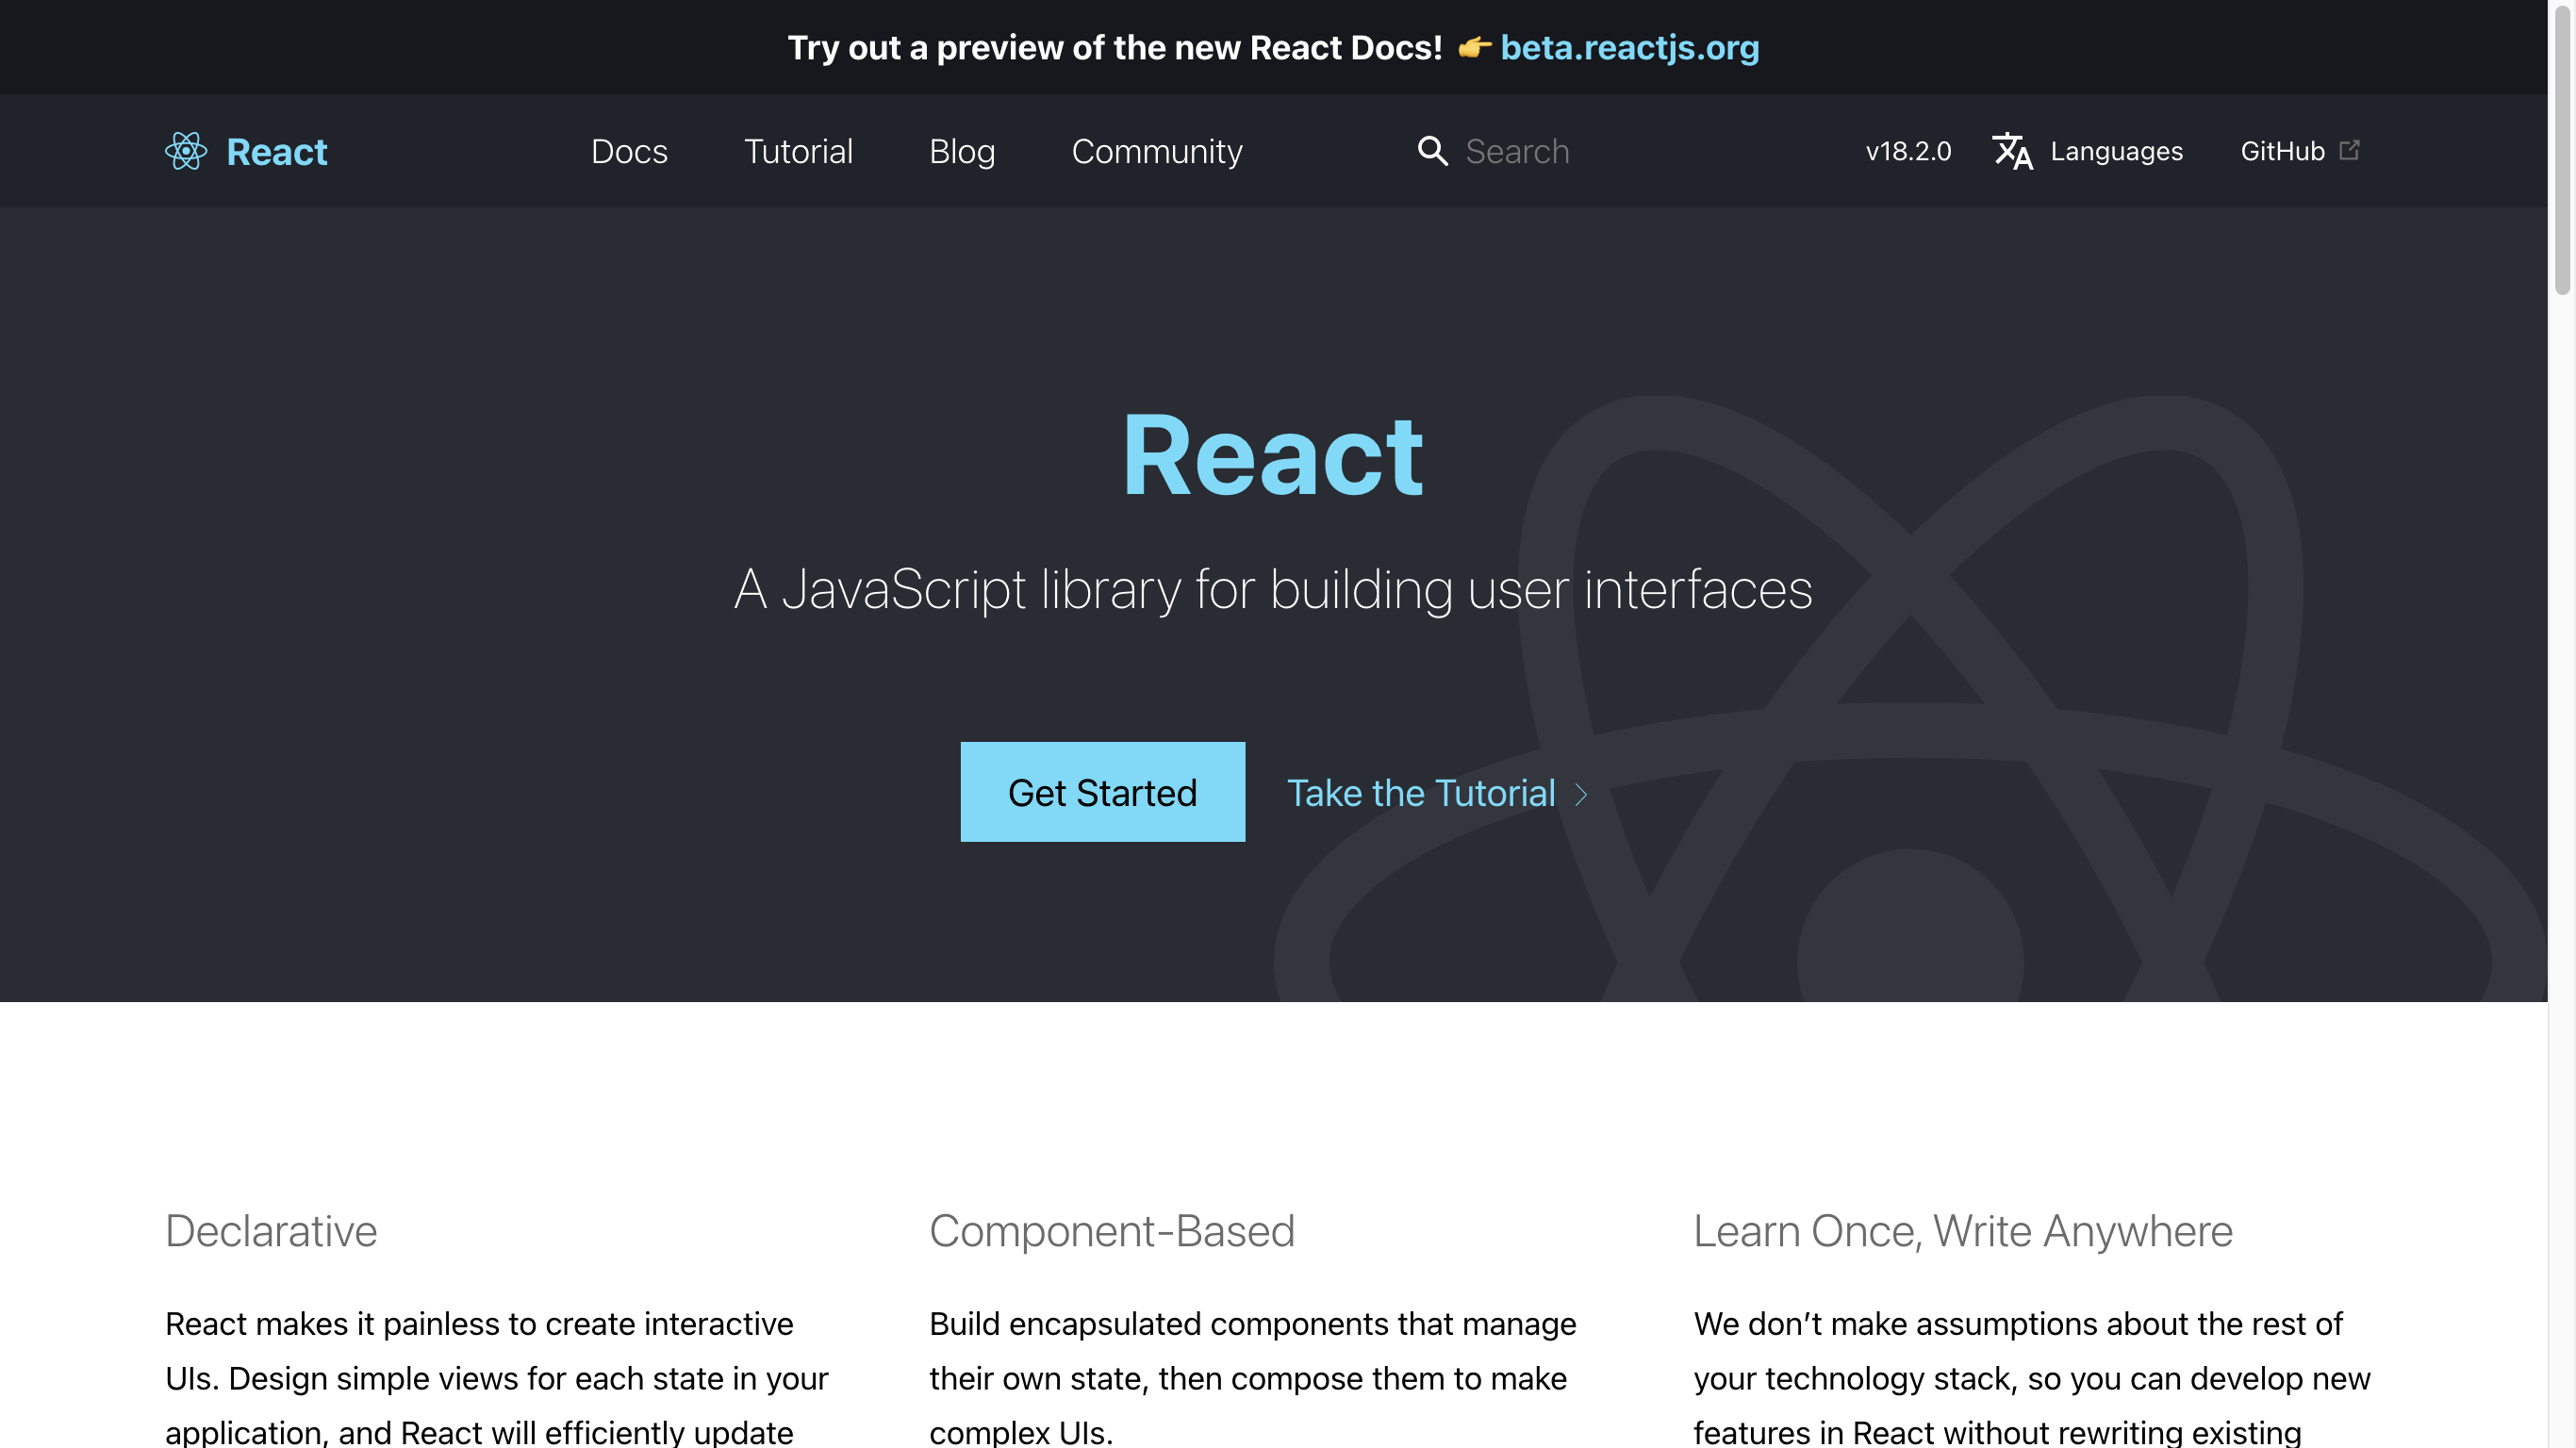 Try out a preview of the new React Docs! 👉 beta.reactjs.org
React
Docs
Tutorial
Blog
Community
Search
v18.2.0
Languages
GitHub
React
A JavaScript library for building user interfaces
Get Started
Take the Tutorial
Declarative
React makes it painless to create interactive
UIs. Design simple views for each state in your
application, and React will efficiently update
Component-Based
Build encapsulated components that manage
their own state, then compose them to make
complex UIs.
Learn Once, Write Anywhere
We don’t make assumptions about the rest of
your technology stack, so you can develop new
features in React without rewriting existing